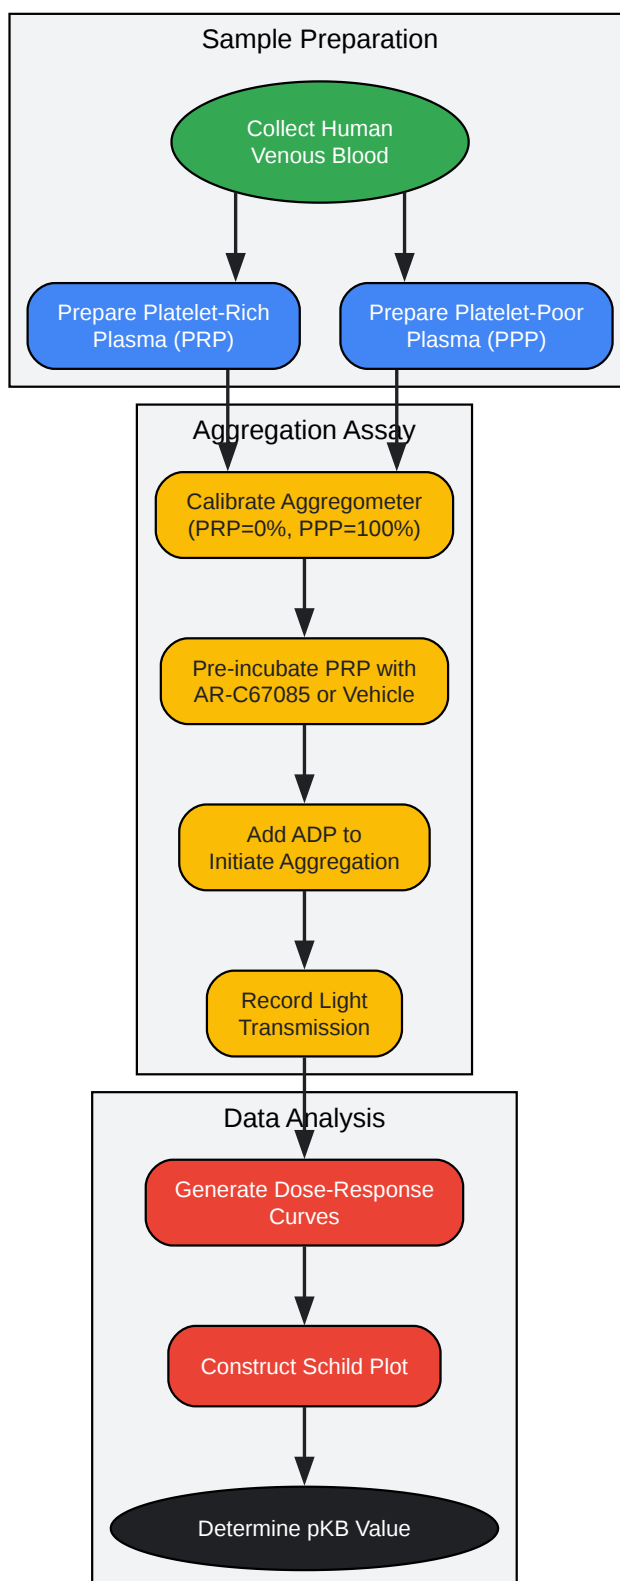 Sample Preparation
Collect Human
Venous Blood
Prepare Platelet-Rich
Plasma (PRP)
Prepare Platelet-Poor
Plasma (PPP)
Aggregation Assay
Calibrate Aggregometer
(PRP=0%, PPP=100%)
Pre-incubate PRP with
AR-C67085 or Vehicle
Add ADP to
Initiate Aggregation
Record Light
Transmission
Data Analysis
Generate Dose-Response
Curves
Construct Schild Plot
Determine pKB Value